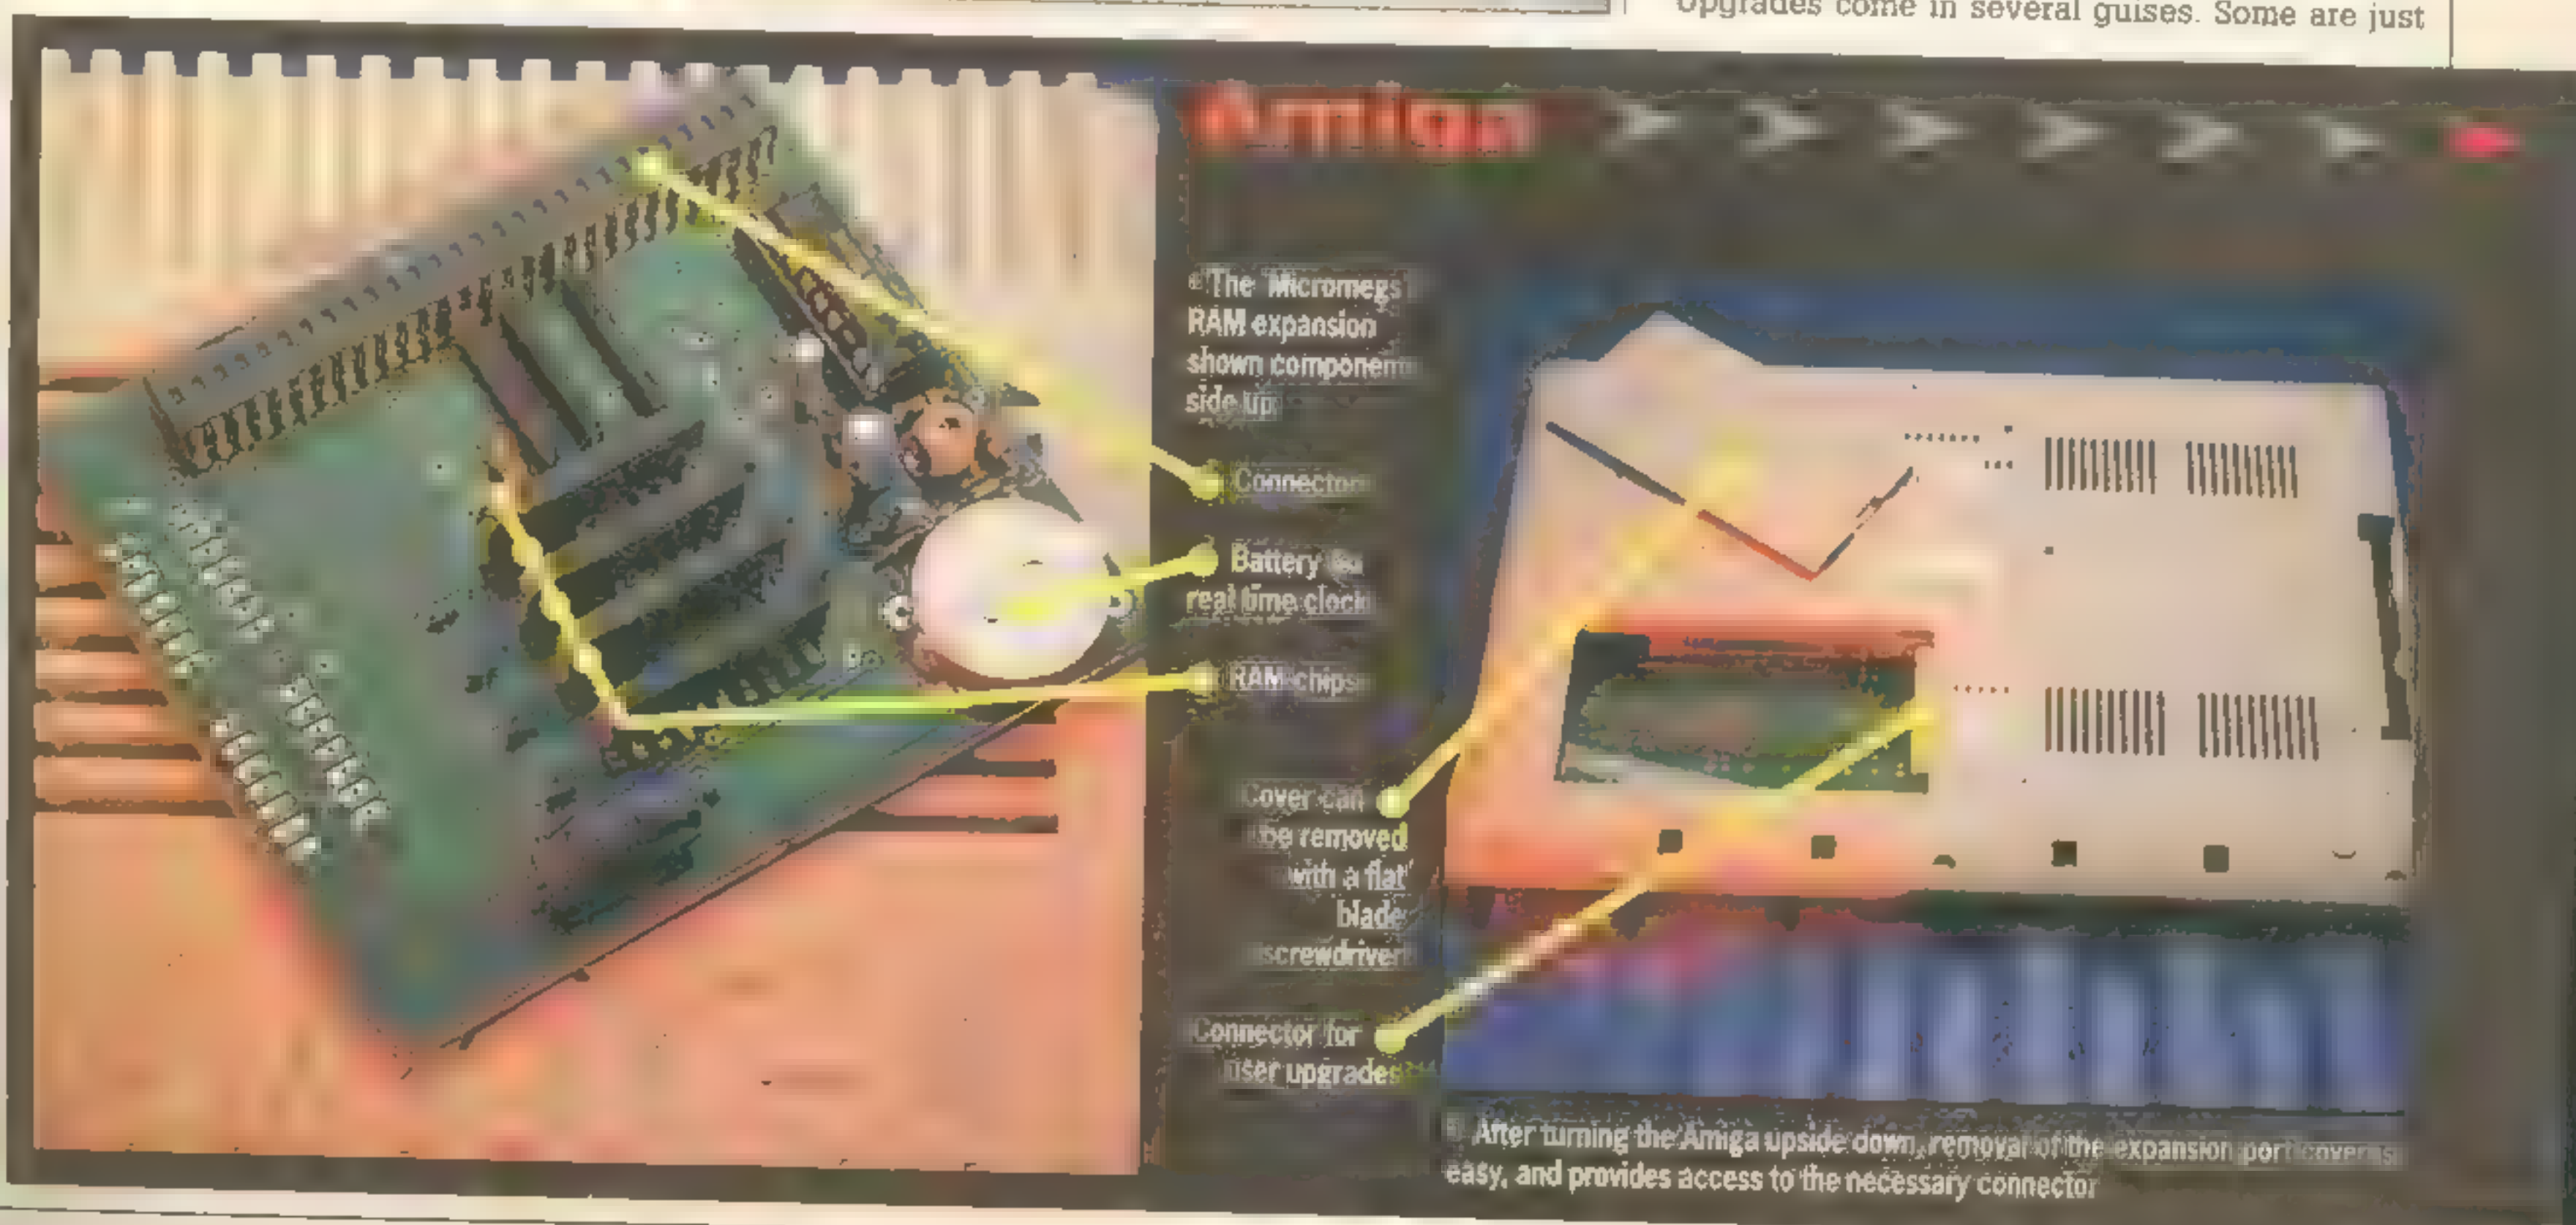 Upgrades come in several guises. Some are just
Amiga
The Micromegs
RAM expansion
shown component
side up
Connector
Battery for
real time clock
RAM chips
Cover can
be removed
with a flat
blade
screwdriver
Connector for
user upgrades
After turning the Amiga upside down, removal of the expansion port cover is
easy, and provides access to the necessary connector